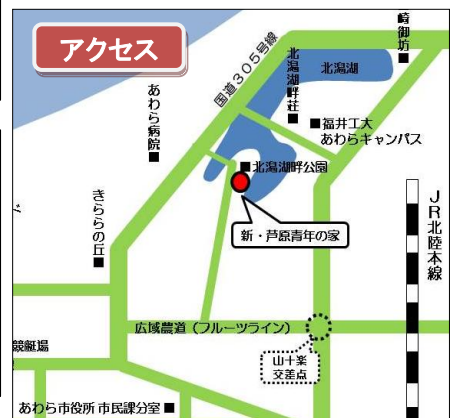 アクセス
国道305号線
北潟湖畔荘
北潟湖
崎御坊
あわら病院
福井工大
あわらキャンパス
北潟湖畔公園
きららの丘
新・芦原青年の家
JR北陸本線
広域農道(フルーツライン)
山十楽
交差点
競艇場
あわら市役所 市民課分室